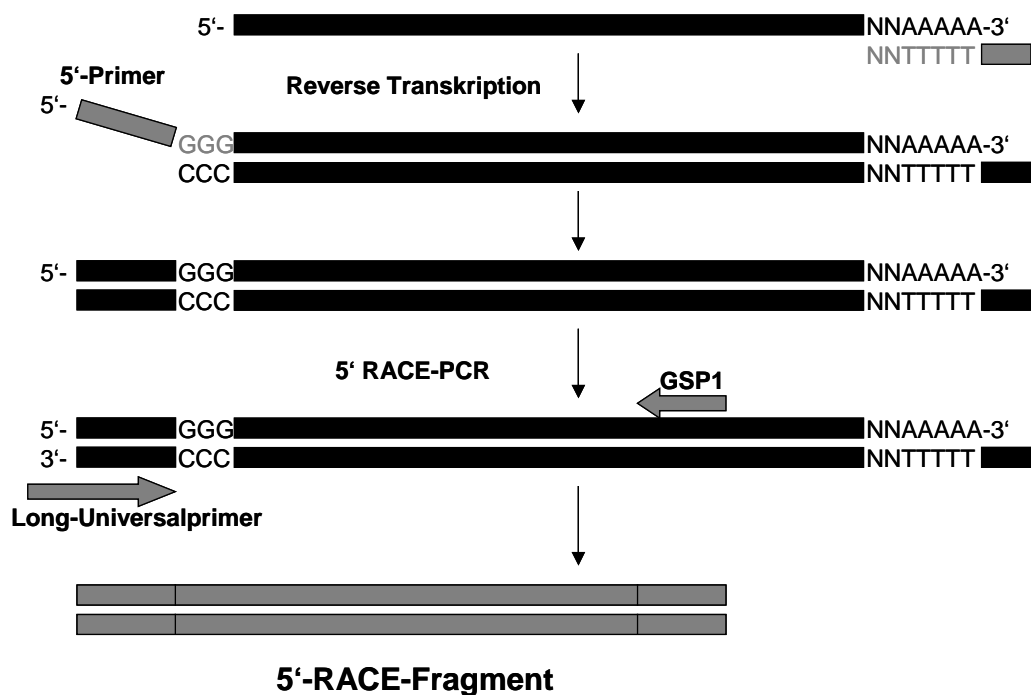 5‘- NNAAAAA-3‘
NNTTTTT
5‘-Primer
Reverse Transkription
5‘-
GGG NNAAAAA-3‘
CCC NNTTTTT
5‘- GGG NNAAAAA-3‘
CCC NNTTTTT
5‘ RACE-PCR
GSP1
5‘- GGG NNAAAAA-3‘
3‘- CCC NNTTTTT
Long-Universalprimer
5‘-RACE-Fragment